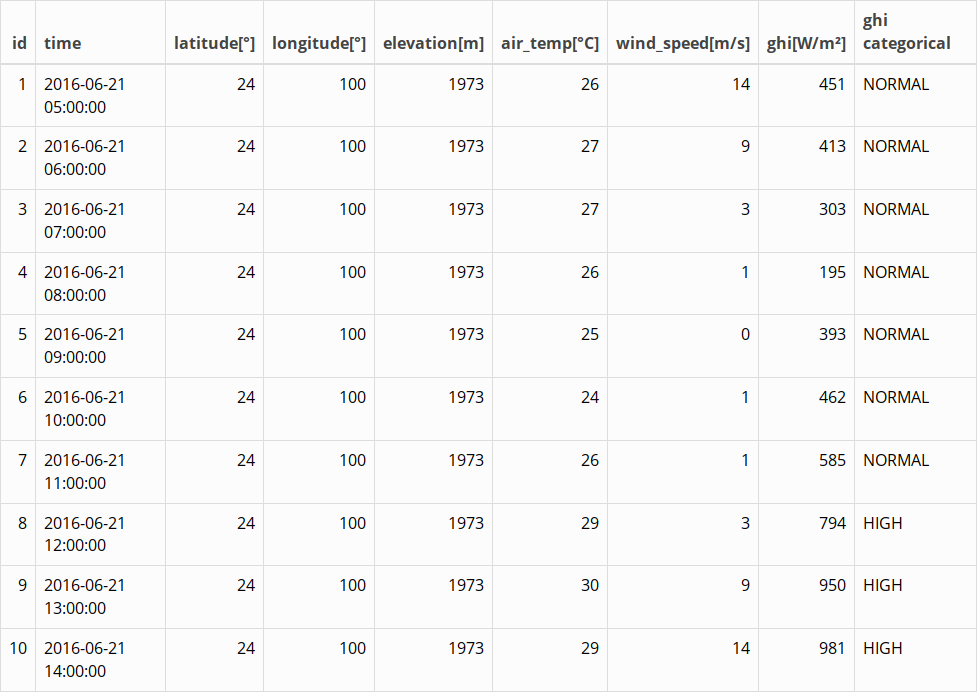 id time latitude[°] longitude[°] elevation[m] air_temp[°C] wind_speed[m/s] ghi[W/m²] ghi categorical
1 2016-06-21 05:00:00 24 100 1973 26 14 451 NORMAL
2 2016-06-21 06:00:00 24 100 1973 27 9 413 NORMAL
3 2016-06-21 07:00:00 24 100 1973 27 3 303 NORMAL
4 2016-06-21 08:00:00 24 100 1973 26 1 195 NORMAL
5 2016-06-21 09:00:00 24 100 1973 25 0 393 NORMAL
6 2016-06-21 10:00:00 24 100 1973 24 1 462 NORMAL
7 2016-06-21 11:00:00 24 100 1973 26 1 585 NORMAL
8 2016-06-21 12:00:00 24 100 1973 29 3 794 HIGH
9 2016-06-21 13:00:00 24 100 1973 30 9 950 HIGH
10 2016-06-21 14:00:00 24 100 1973 29 14 981 HIGH